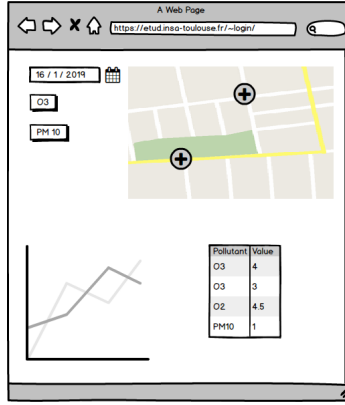 A Web Page
https://etud.insa-toulouse.fr/~login/
16 / 1 / 2019
O3
PM 10
Pollutant Value
O3 4
O3 3
O2 4.5
PM10 1